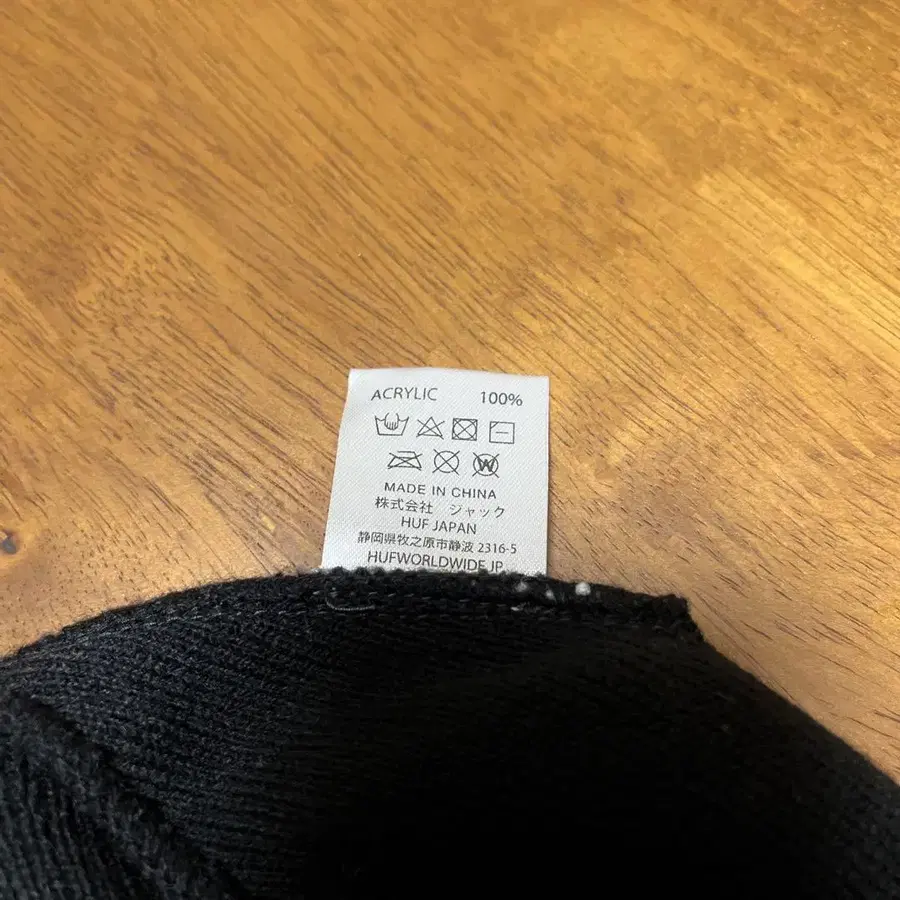 ACRYLIC 100%
W
MADE IN CHINA
株式会社 ジャック
HUF JAPAN
静岡県牧之原市静波 2316-5
HUFWORLDWIDE.JP